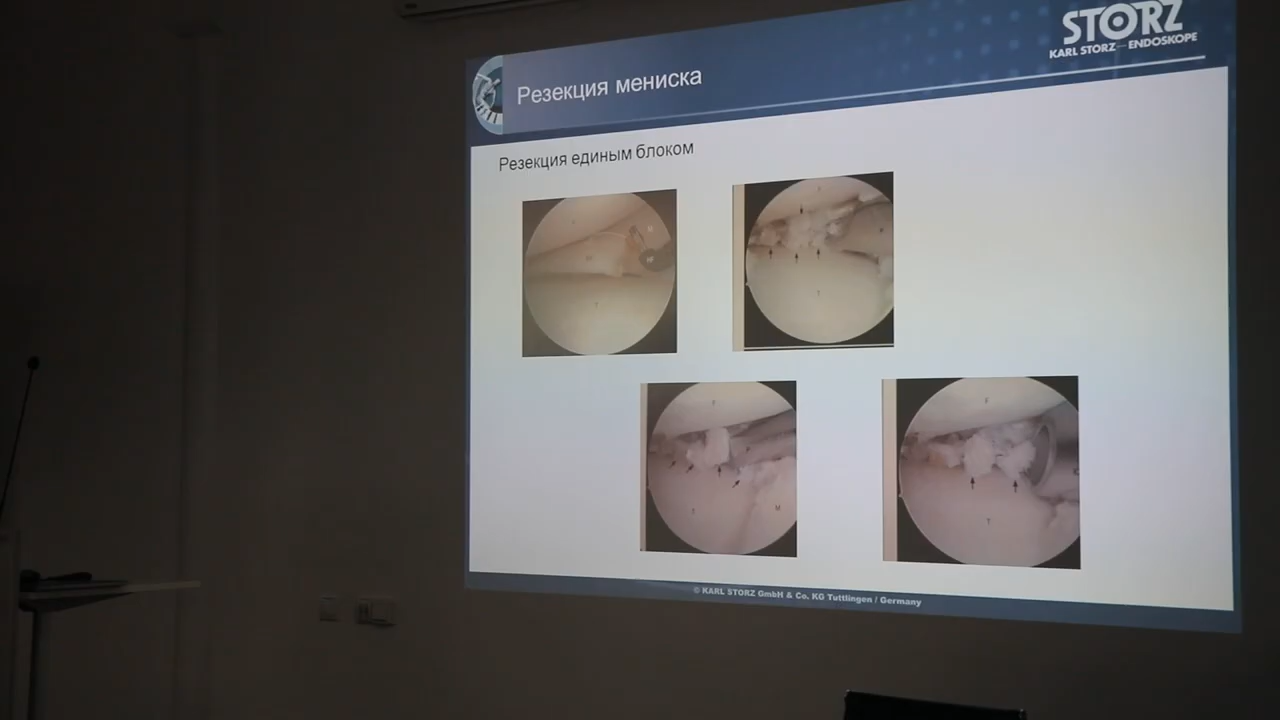 STORZ
KARL STORZ—ENDOSKOPE
Резекция мениска
Резекция единым блоком
T
T
F
T
M
F
T
© KARL STORZ GmbH & Co. KG Tuttlingen / Germany